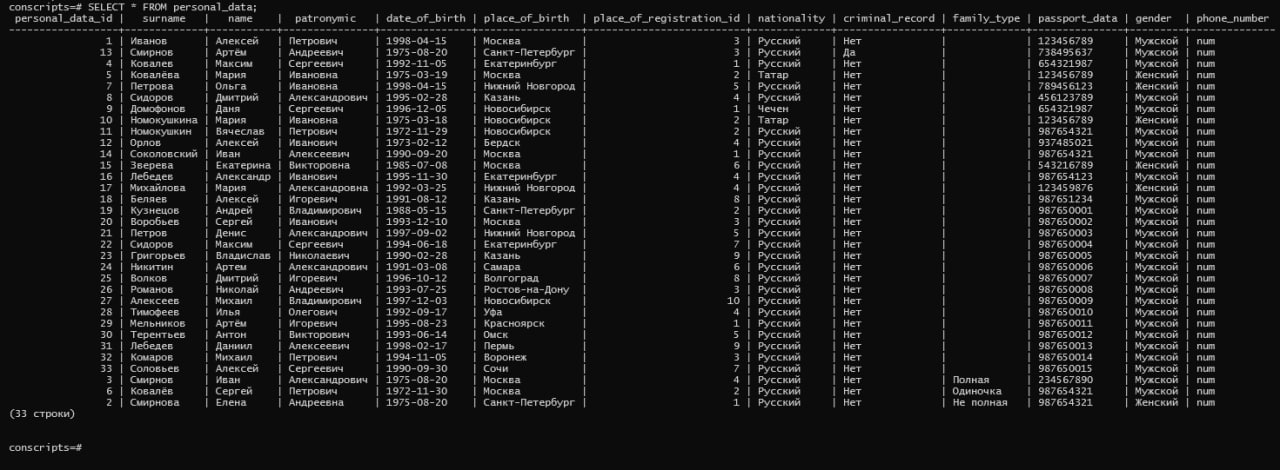 conscripts=# SELECT * FROM personal_data;
personal_data_id | surname | name | patronymic | date_of_birth | place_of_birth | place_of_registration_id | nationality | criminal_record | family_type | passport_data | gender | phone_number
1 | Иванов | Алексей | Петрович | 1998-04-15 | Москва | 3 | Русский | Нет | | 123456789 | Мужской | num
13 | Смирнов | Артём | Андреевич | 1975-08-20 | Санкт-Петербург | 3 | Русский | Да | | 738495637 | Мужской | num
4 | Ковалев | Максим | Сергеевич | 1992-11-05 | Екатеринбург | 1 | Русский | Нет | | 654321987 | Мужской | num
5 | Ковалёва | Мария | Ивановна | 1975-03-19 | Москва | 2 | Татар | Нет | | 123456789 | Женский | num
7 | Петрова | Ольга | Ивановна | 1998-04-15 | Нижний Новгород | 5 | Русский | Нет | | 789456123 | Женский | num
8 | Сидоров | Дмитрий | Александрович | 1995-02-28 | Казань | 4 | Русский | Нет | | 456123789 | Мужской | num
9 | Домофонов | Даня | Сергеевич | 1996-12-05 | Новосибирск | 1 | Чечен | Нет | | 654321987 | Мужской | num
10 | Номокушкина | Мария | Ивановна | 1975-03-18 | Новосибирск | 2 | Татар | Нет | | 123456789 | Женский | num
11 | Номокушкин | Вячеслав | Петрович | 1972-11-29 | Новосибирск | 2 | Русский | Нет | | 987654321 | Мужской | num
12 | Орлов | Алексей | Иванович | 1973-02-12 | Бердск | 4 | Русский | Нет | | 937485021 | Мужской | num
14 | Соколовский | Иван | Алексеевич | 1990-09-20 | Москва | 1 | Русский | Нет | | 987654321 | Мужской | num
15 | Зверева | Екатерина | Викторовна | 1985-07-08 | Москва | 6 | Русский | Нет | | 543216789 | Женский | num
16 | Лебедев | Александр | Иванович | 1995-11-30 | Екатеринбург | 4 | Русский | Нет | | 987654123 | Мужской | num
17 | Михайлова | Мария | Александровна | 1992-03-25 | Нижний Новгород | 4 | Русский | Нет | | 123459876 | Женский | num
18 | Беляев | Алексей | Игоревич | 1991-08-12 | Казань | 8 | Русский | Нет | | 987651234 | Мужской | num
19 | Кузнецов | Андрей | Владимирович | 1988-05-15 | Санкт-Петербург | 2 | Русский | Нет | | 987650001 | Мужской | num
20 | Воробьев | Сергей | Иванович | 1993-12-10 | Москва | 3 | Русский | Нет | | 987650002 | Мужской | num
21 | Петров | Денис | Александрович | 1997-09-02 | Нижний Новгород | 5 | Русский | Нет | | 987650003 | Мужской | num
22 | Сидоров | Максим | Сергеевич | 1994-06-18 | Екатеринбург | 7 | Русский | Нет | | 987650004 | Мужской | num
23 | Григорьев | Владислав | Николаевич | 1990-02-28 | Казань | 9 | Русский | Нет | | 987650005 | Мужской | num
24 | Никитин | Артем | Александрович | 1991-03-08 | Самара | 6 | Русский | Нет | | 987650006 | Мужской | num
25 | Волков | Дмитрий | Игоревич | 1996-10-12 | Волгоград | 8 | Русский | Нет | | 987650007 | Мужской | num
26 | Романов | Николай | Андреевич | 1993-07-25 | Ростов-на-Дону | 3 | Русский | Нет | | 987650008 | Мужской | num
27 | Алексеев | Михаил | Владимирович | 1997-12-03 | Новосибирск | 10 | Русский | Нет | | 987650009 | Мужской | num
28 | Тимофеев | Илья | Олегович | 1992-09-17 | Уфа | 4 | Русский | Нет | | 987650010 | Мужской | num
29 | Мельников | Артём | Игоревич | 1995-08-23 | Красноярск | 1 | Русский | Нет | | 987650011 | Мужской | num
30 | Терентьев | Антон | Викторович | 1993-06-14 | Омск | 5 | Русский | Нет | | 987650012 | Мужской | num
31 | Лебедев | Даниил | Алексеевич | 1998-02-17 | Пермь | 9 | Русский | Нет | | 987650013 | Мужской | num
32 | Комаров | Михаил | Петрович | 1994-11-05 | Воронеж | 3 | Русский | Нет | | 987650014 | Мужской | num
33 | Соловьев | Алексей | Сергеевич | 1990-09-30 | Сочи | 7 | Русский | Нет | | 987650015 | Мужской | num
3 | Смирнов | Иван | Александрович | 1975-08-20 | Москва | 4 | Русский | Нет | Полная | 234567890 | Мужской | num
6 | Ковалёв | Сергей | Петрович | 1972-11-30 | Москва | 2 | Русский | Нет | Одиночка | 987654321 | Мужской | num
2 | Смирнова | Елена | Андреевна | 1975-08-20 | Санкт-Петербург | 1 | Русский | Нет | Не полная | 987654321 | Женский | num
(33 строки)
conscripts=#